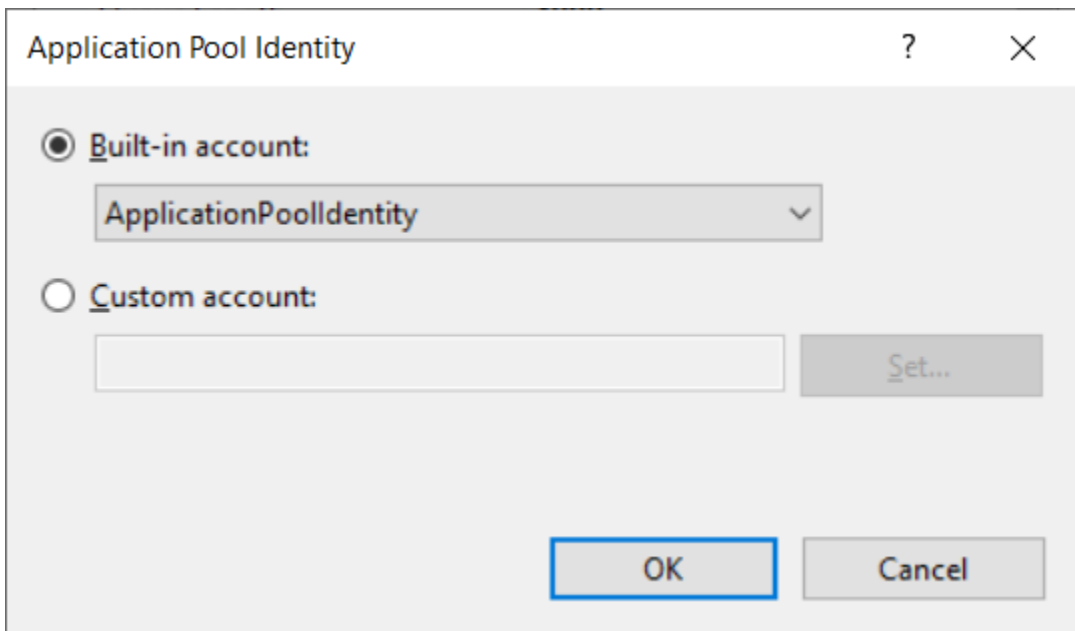 Application Pool Identity ?
Built-in account:
ApplicationPoolIdentity
Custom account:
Set...
OK Cancel